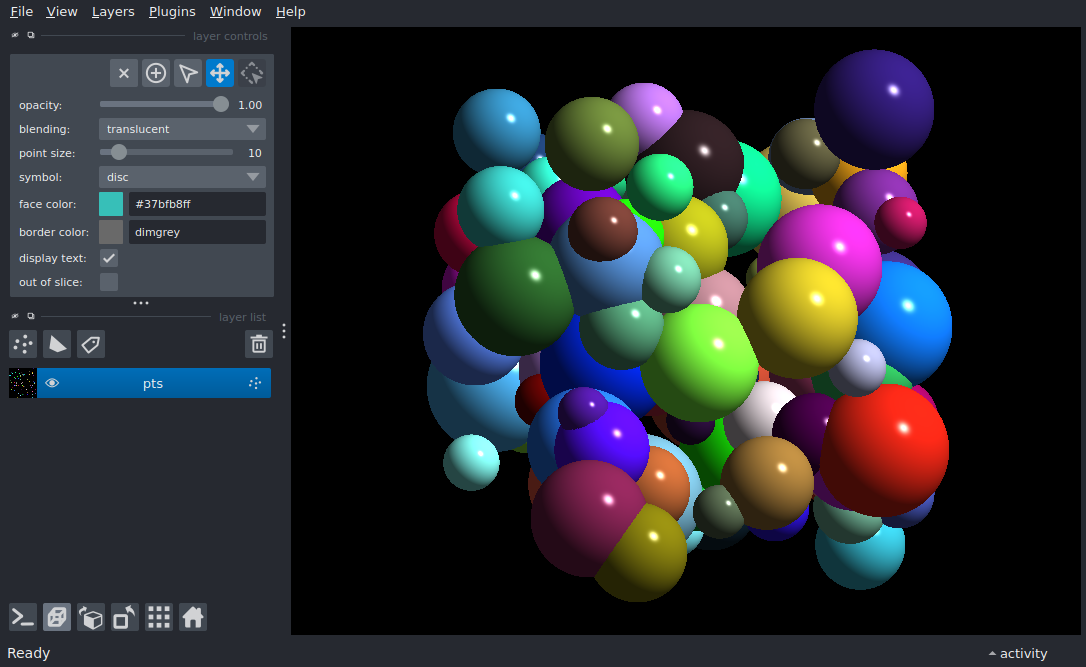 File View Layers Plugins Window Help
layer controls
opacity: 1.00
blending: translucent
point size: 10
symbol: disc
face color: #37bfb8ff
border color: dimgrey
display text:
out of slice:
layer list
pts
Ready
activity